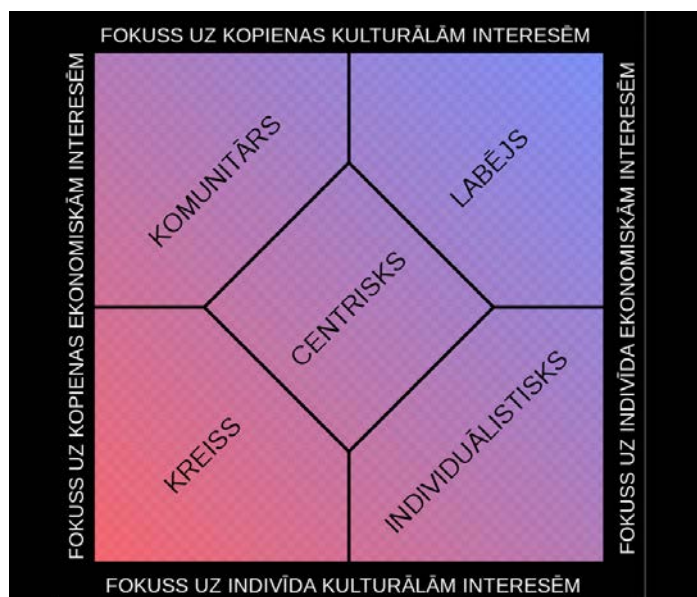 FOKUSS UZ KOPIENAS KULTURĀLĀM INTERESĒM
FOKUSS UZ KOPIENAS EKONOMISKĀM INTERESĒM
KOMUNITĀRS
LABĒJS
CENTRISKS
KREISS
INDIVIDUĀLISTISKS
FOKUSS UZ INDIVĪDA EKONOMISKĀM INTERESĒM
FOKUSS UZ INDIVĪDA KULTURĀLĀM INTERESĒM